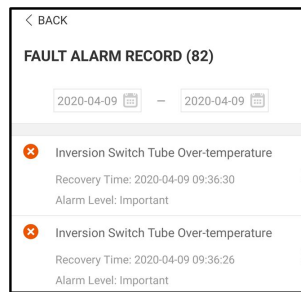 < BACK
FAULT ALARM RECORD (82)
2020-04-09 – 2020-04-09
Inversion Switch Tube Over-temperature
Recovery Time: 2020-04-09 09:36:30
Alarm Level: Important
Inversion Switch Tube Over-temperature
Recovery Time: 2020-04-09 09:36:26
Alarm Level: Important